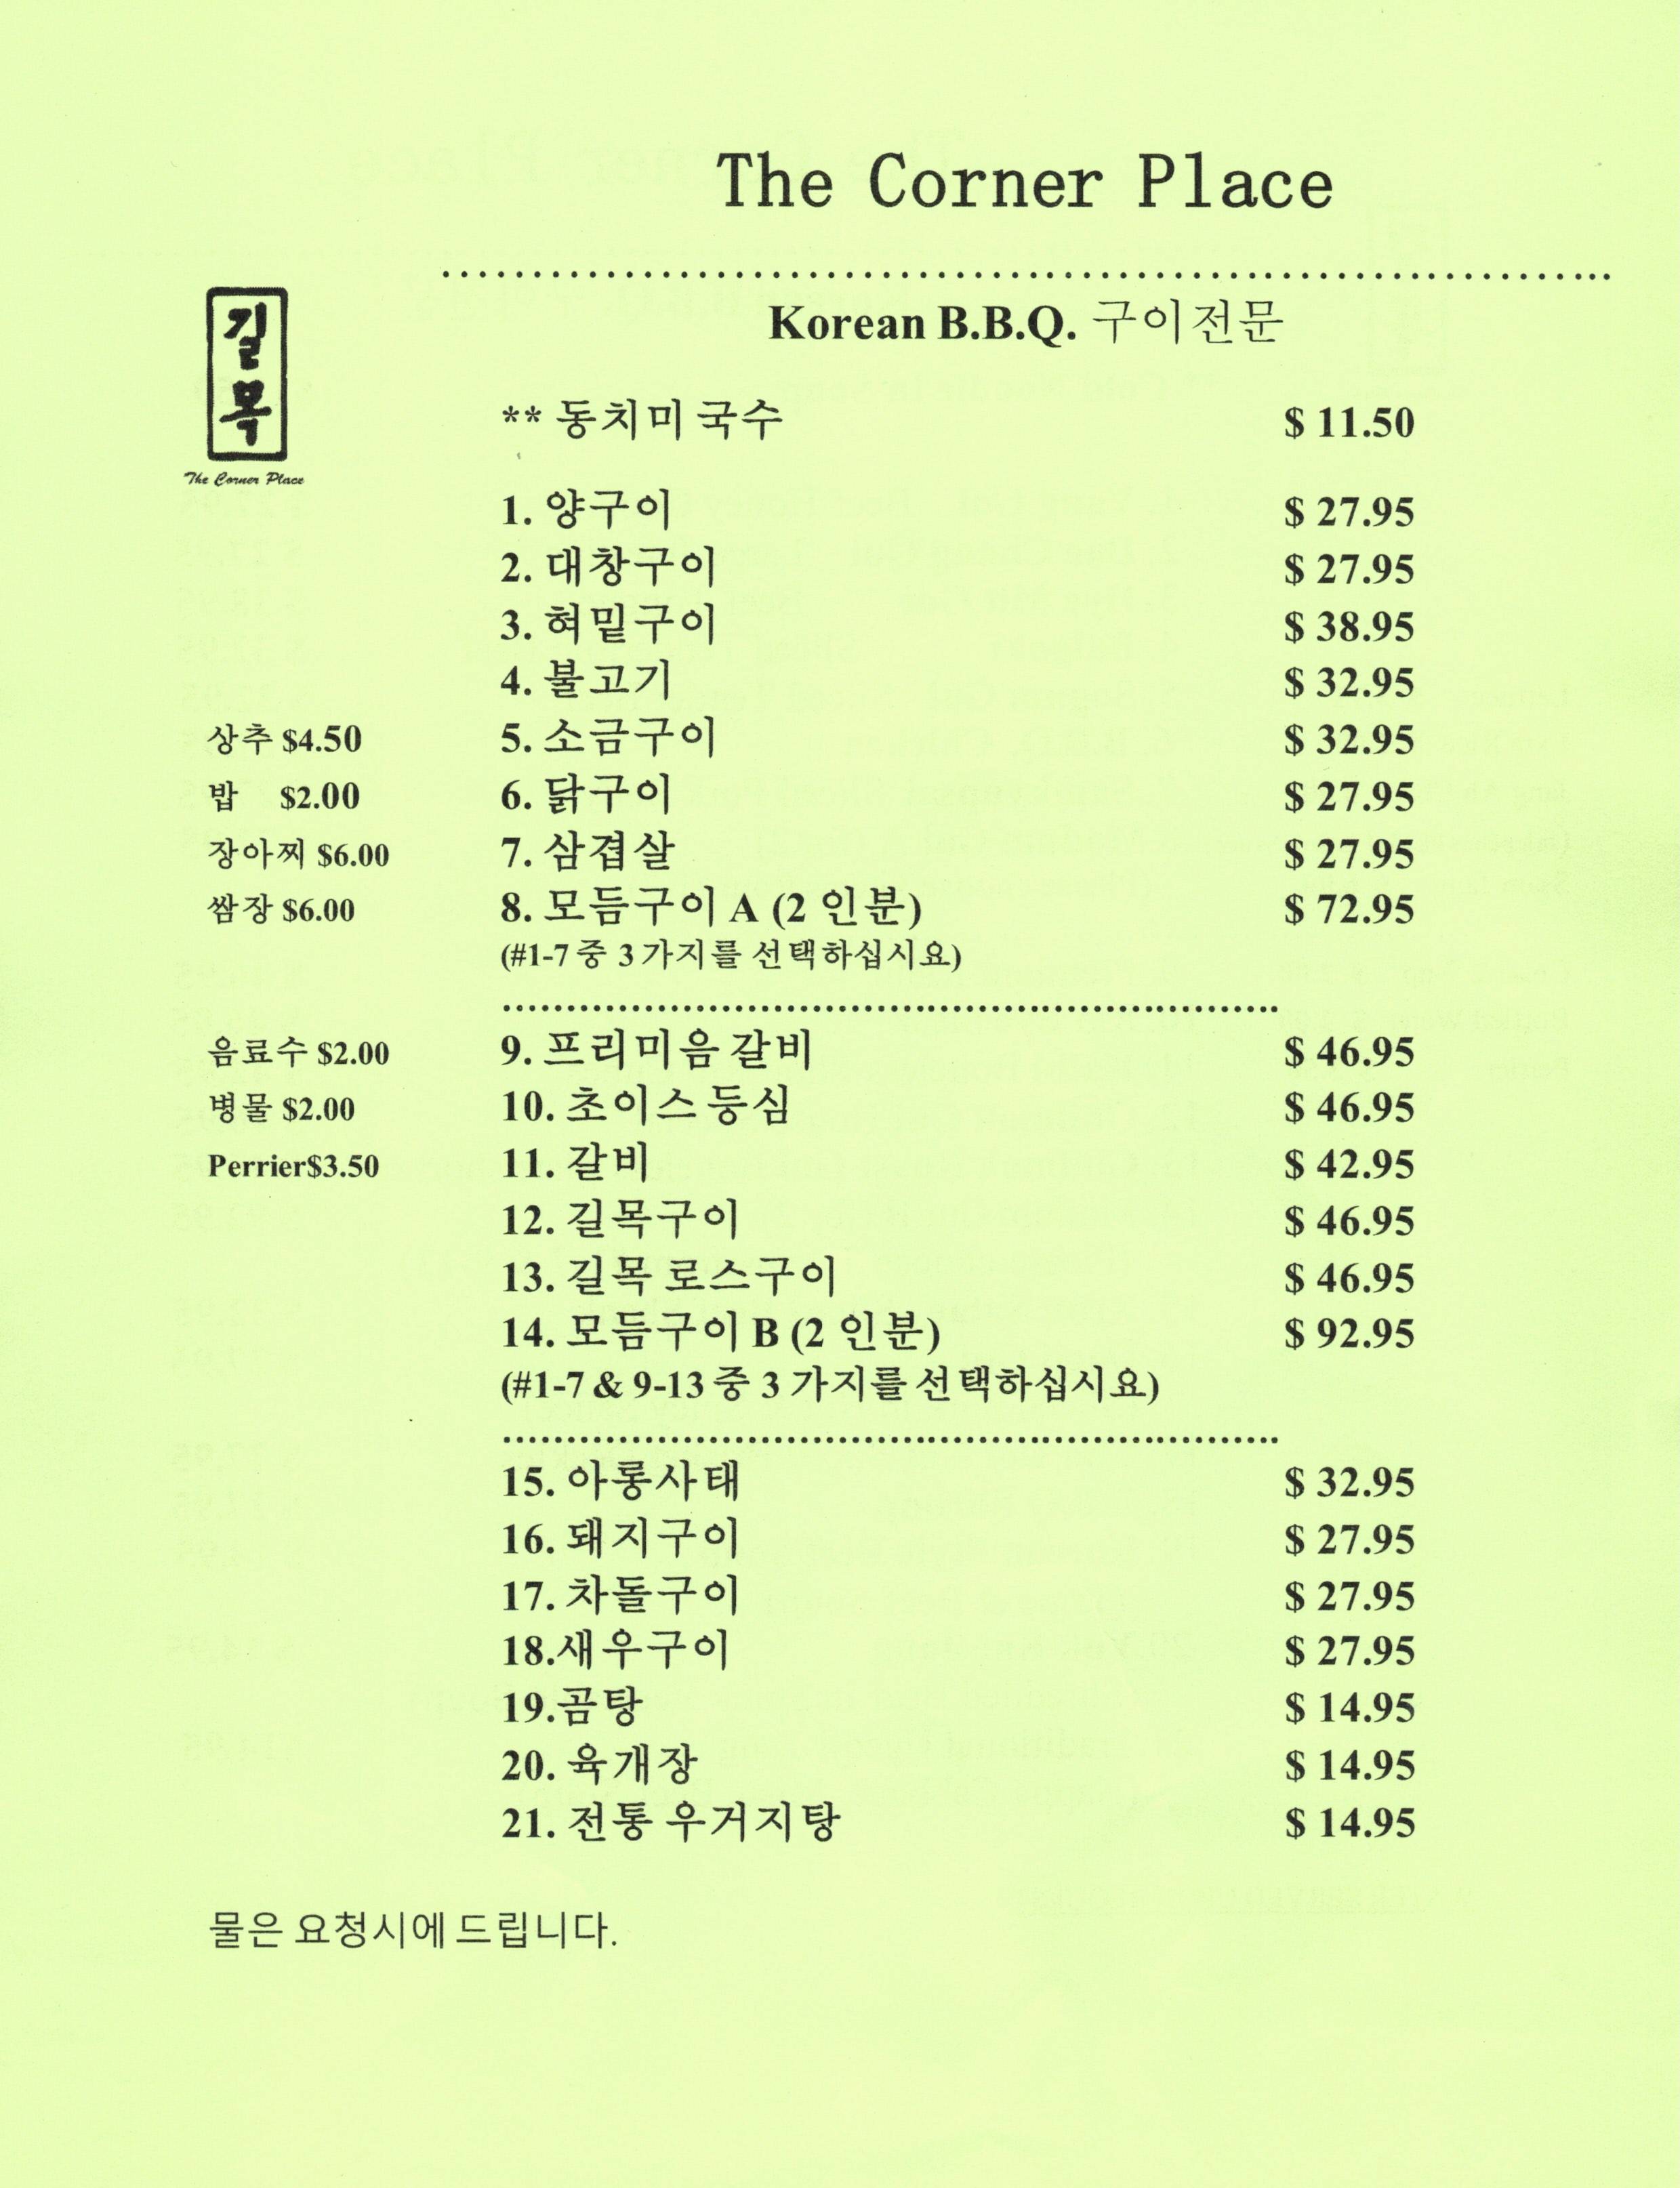 The Corner Place
길목
The Corner Place
Korean B.B.Q. 구이전문
** 동치미 국수 $ 11.50
1. 양구이 $ 27.95
2. 대창구이 $ 27.95
3. 혀밑구이 $ 38.95
4. 불고기 $ 32.95
상추 $4.50 5. 소금구이 $ 32.95
밥 $2.00 6. 닭구이 $ 27.95
장아찌 $6.00 7. 삼겹살 $ 27.95
쌈장 $6.00 8. 모듬구이 A (2 인분) $ 72.95
(#1-7 중 3 가지를 선택하십시요)
음료수 $2.00 9. 프리미음 갈비 $ 46.95
병물 $2.00 10. 초이스 등심 $ 46.95
Perrier$3.50 11. 갈비 $ 42.95
12. 길목구이 $ 46.95
13. 길목 로스구이 $ 46.95
14. 모듬구이 B (2 인분) $ 92.95
(#1-7 & 9-13 중 3 가지를 선택하십시요)
15. 아롱사태 $ 32.95
16. 돼지구이 $ 27.95
17. 차돌구이 $ 27.95
18.새우구이 $ 27.95
19.곰탕 $ 14.95
20. 육개장 $ 14.95
21. 전통 우거지탕 $ 14.95
물은 요청시에 드립니다.